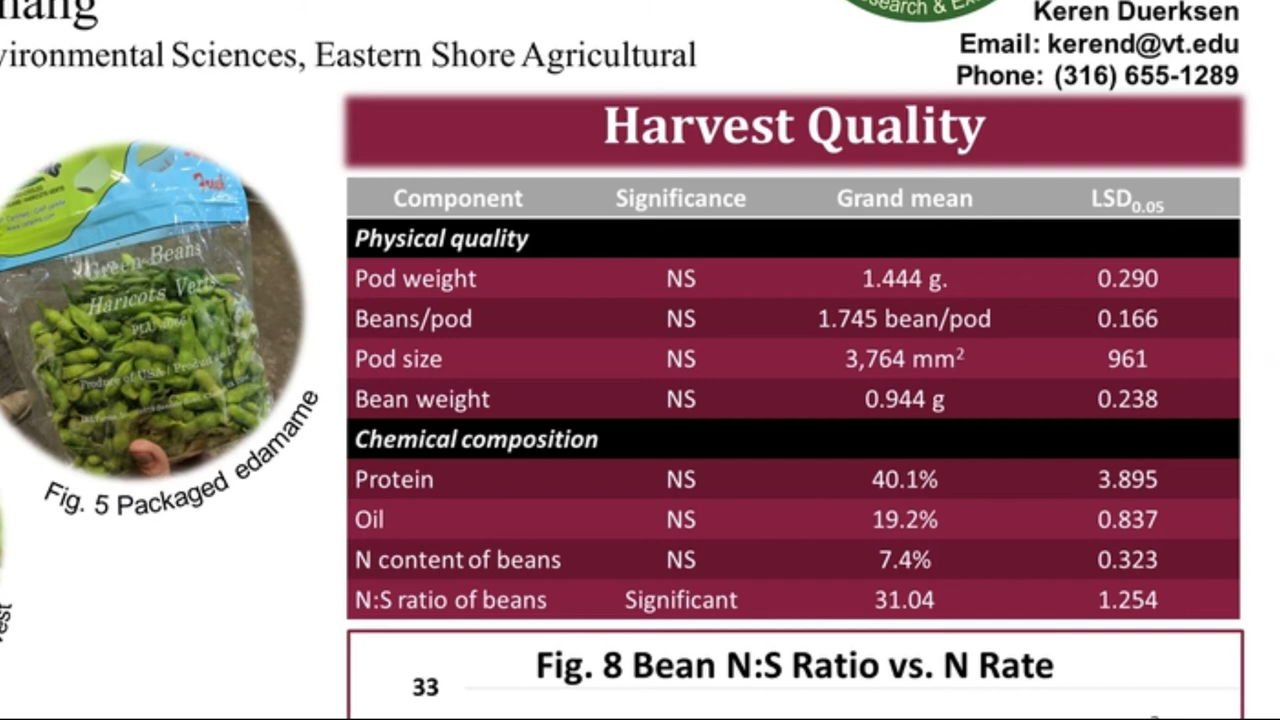 Keren Duerksen
vironmental Sciences, Eastern Shore Agricultural
Email: kerend@vt.edu
Phone: (316) 655-1289
Harvest Quality
Component Significance Grand mean LSD0.05
Physical quality
Pod weight NS 1.444 g. 0.290
Beans/pod NS 1.745 bean/pod 0.166
Pod size NS 3,764 mm² 961
Bean weight NS 0.944 g 0.238
Chemical composition
Protein NS 40.1% 3.895
Oil NS 19.2% 0.837
N content of beans NS 7.4% 0.323
N:S ratio of beans Significant 31.04 1.254
Green Beans
Haricots Verts
Fig. 5 Packaged edamame
Fig. 8 Bean N:S Ratio vs. N Rate
33